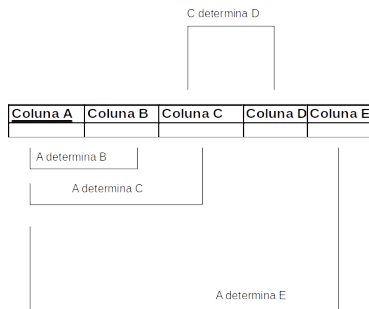 C determina D
Coluna A Coluna B Coluna C Coluna D Coluna E
A determina B
A determina C
A determina E